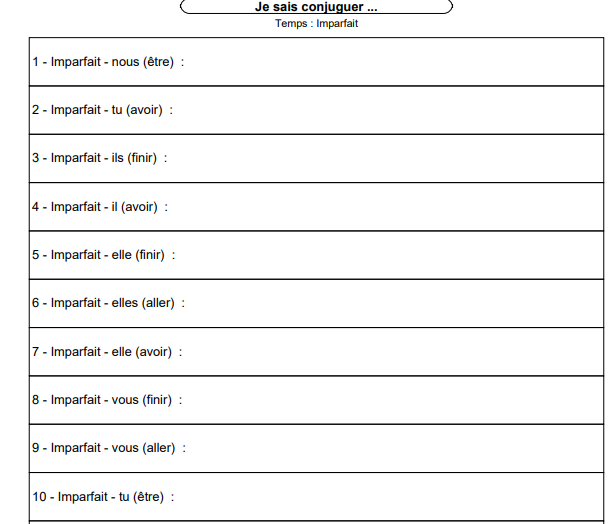 Je sais conjuguer ...
Temps : Imparfait
1 - Imparfait - nous (être) :
2 - Imparfait - tu (avoir) :
3 - Imparfait - ils (finir) :
4 - Imparfait - il (avoir) :
5 - Imparfait - elle (finir) :
6 - Imparfait - elles (aller) :
7 - Imparfait - elle (avoir) :
8 - Imparfait - vous (finir) :
9 - Imparfait - vous (aller) :
10 - Imparfait - tu (être) :